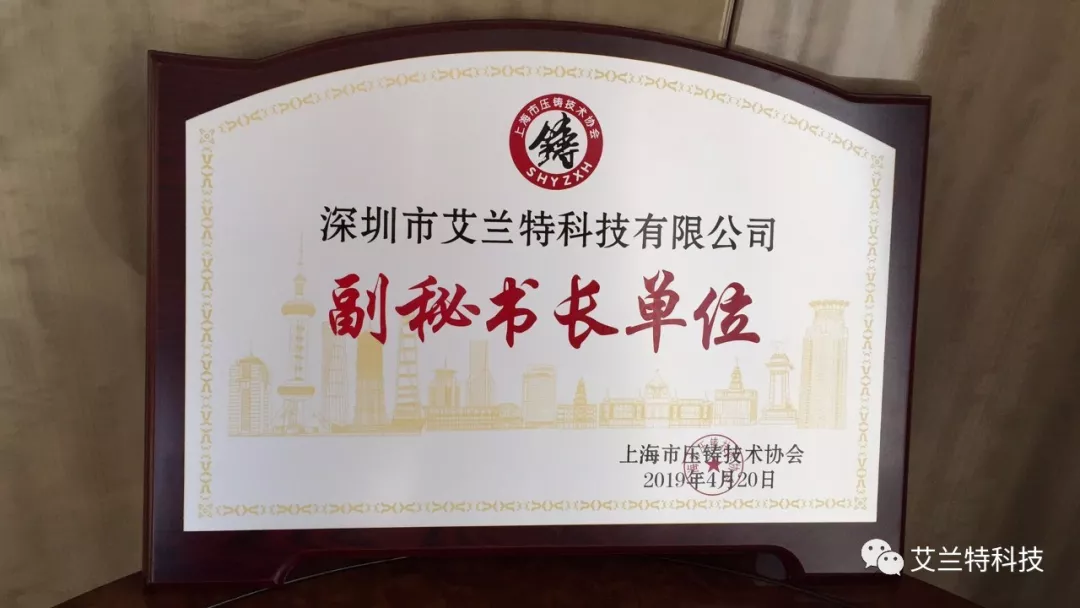 上海市压铸技术协会
铸
SHYZXH
深圳市艾兰特科技有限公司
副秘书长单位
上海市压铸技术协会
2019年4月20日
艾兰特科技